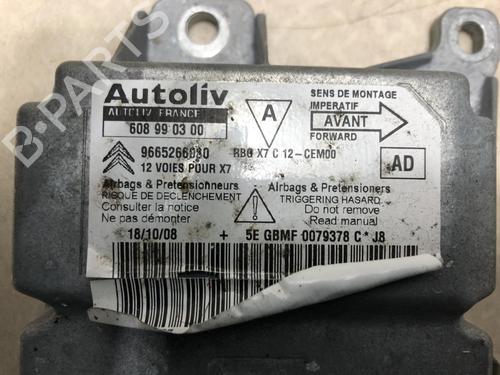 Autoliv
AUTOLIV FRANCE
608 99 03 00
A
SENS DE MONTAGE
IMPERATIF
AVANT
FORWARD
9665266080
RBG X7 C 12-CEM00
12 VOIES POUR X7
AD
Airbags & Pretensionneurs
RISQUE DE DECLENCHEMENT
Consulter la notice
Ne pas démonter
Airbags & Pretensioners
TRIGGERING HAZARD
Do not remove
Read manual
18/10/08 + 5E GBMF 0079378 C * J8